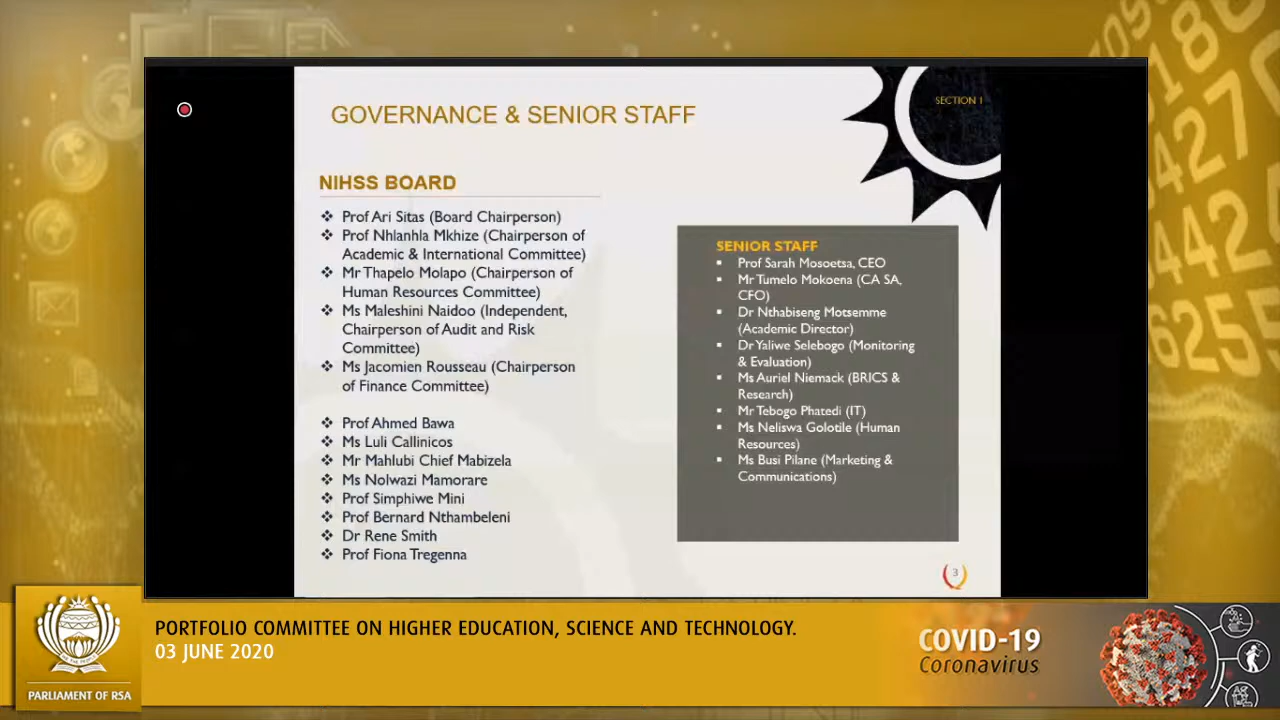 SECTION 1
GOVERNANCE & SENIOR STAFF
NIHSS BOARD
❖ Prof Ari Sitas (Board Chairperson)
❖ Prof Nhlanhla Mkhize (Chairperson of
Academic & International Committee)
❖ Mr Thapelo Molapo (Chairperson of
Human Resources Committee)
❖ Ms Maleshini Naidoo (Independent,
Chairperson of Audit and Risk
Committee)
❖ Ms Jacomien Rousseau (Chairperson
of Finance Committee)
❖ Prof Ahmed Bawa
❖ Ms Luli Callinicos
❖ Mr Mahlubi Chief Mabizela
❖ Ms Nolwazi Mamorare
❖ Prof Simphiwe Mini
❖ Prof Bernard Nthambeleni
❖ Dr Rene Smith
❖ Prof Fiona Tregenna
SENIOR STAFF
▪ Prof Sarah Mosoetsa, CEO
▪ Mr Tumelo Mokoena (CA SA,
CFO)
▪ Dr Nthabiseng Motsemme
(Academic Director)
▪ Dr Yaliwe Selebogo (Monitoring
& Evaluation)
▪ Ms Auriel Niemack (BRICS &
Research)
▪ Mr Tebogo Phatedi (IT)
▪ Ms Neliswa Golotile (Human
Resources)
▪ Ms Busi Pilane (Marketing &
Communications)
3
PORTFOLIO COMMITTEE ON HIGHER EDUCATION, SCIENCE AND TECHNOLOGY.
03 JUNE 2020
PARLIAMENT OF RSA
COVID-19
Coronavirus